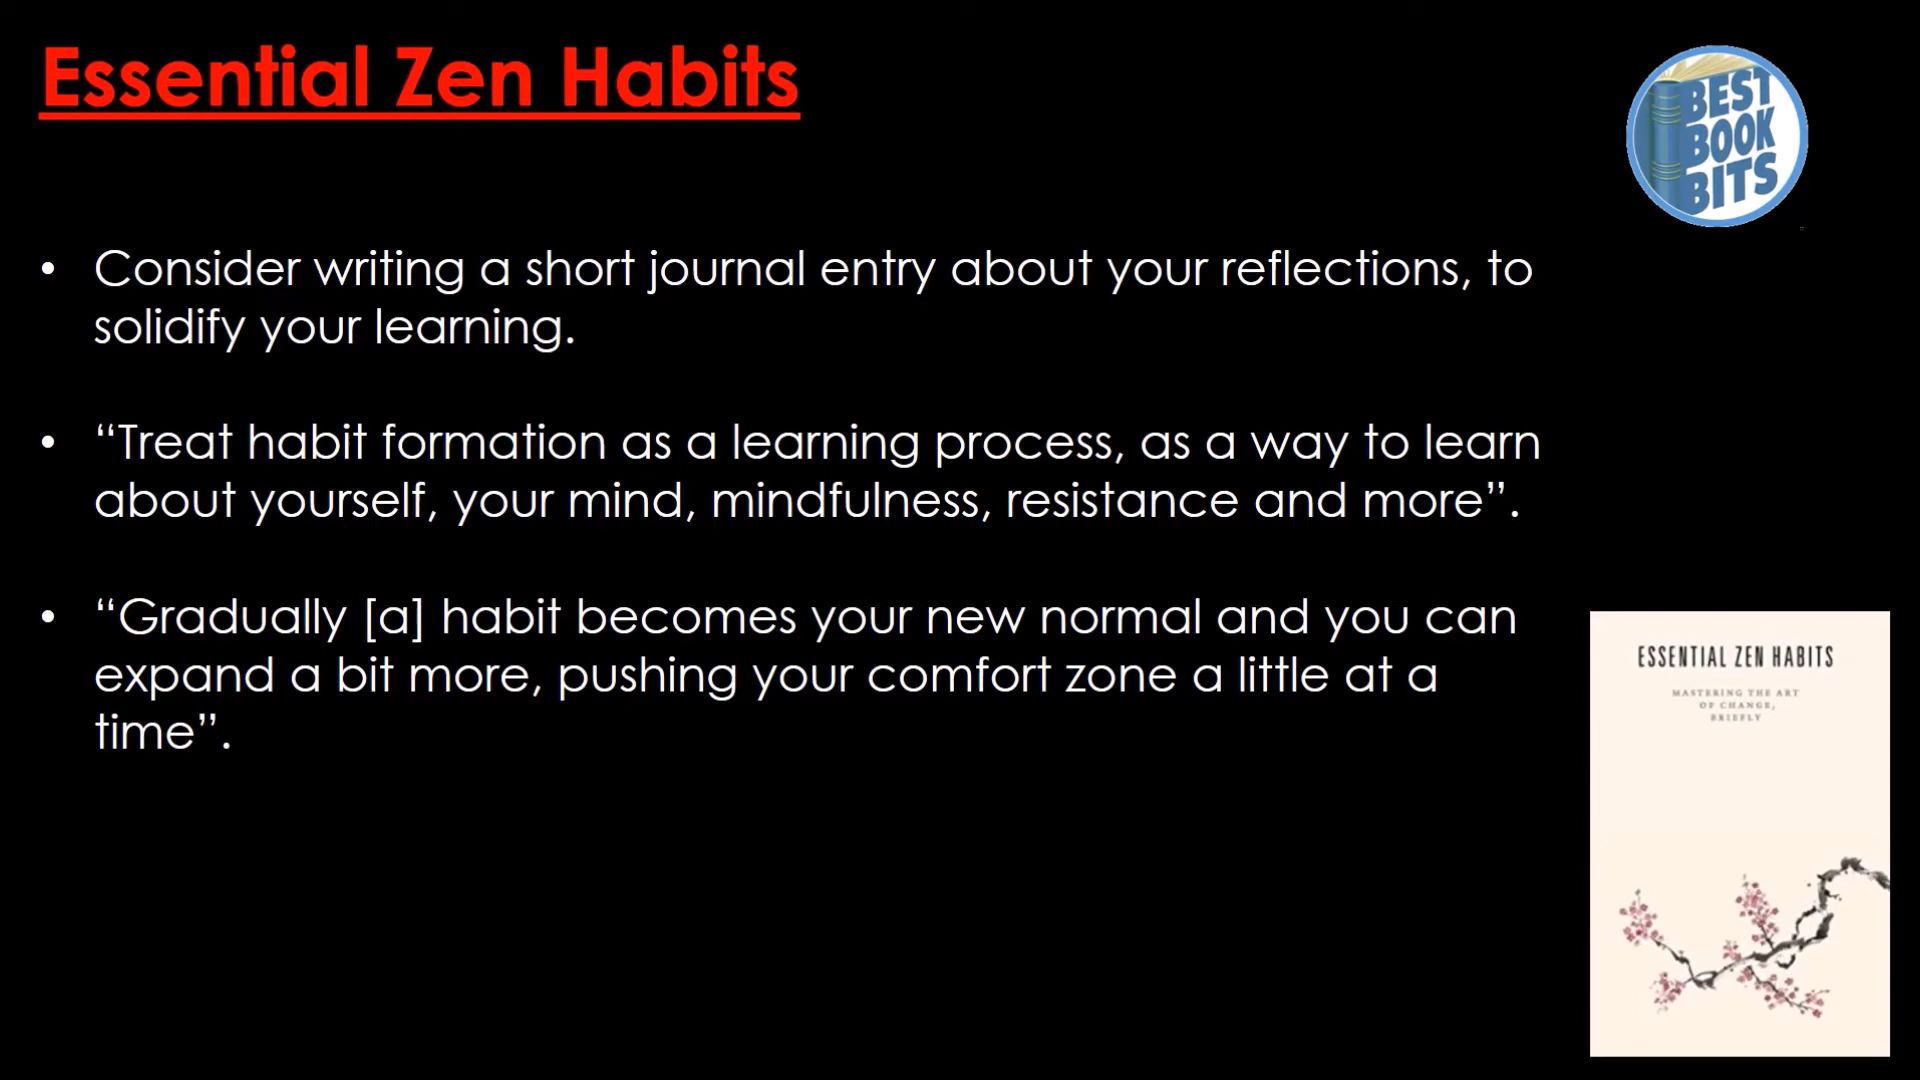 Essential Zen Habits
BEST
BOOK
BITS
• Consider writing a short journal entry about your reflections, to
solidify your learning.
• “Treat habit formation as a learning process, as a way to learn
about yourself, your mind, mindfulness, resistance and more”.
• “Gradually [a] habit becomes your new normal and you can
expand a bit more, pushing your comfort zone a little at a
time”.
ESSENTIAL ZEN HABITS
MASTERING THE ART
OF CHANGE,
BRIEFLY